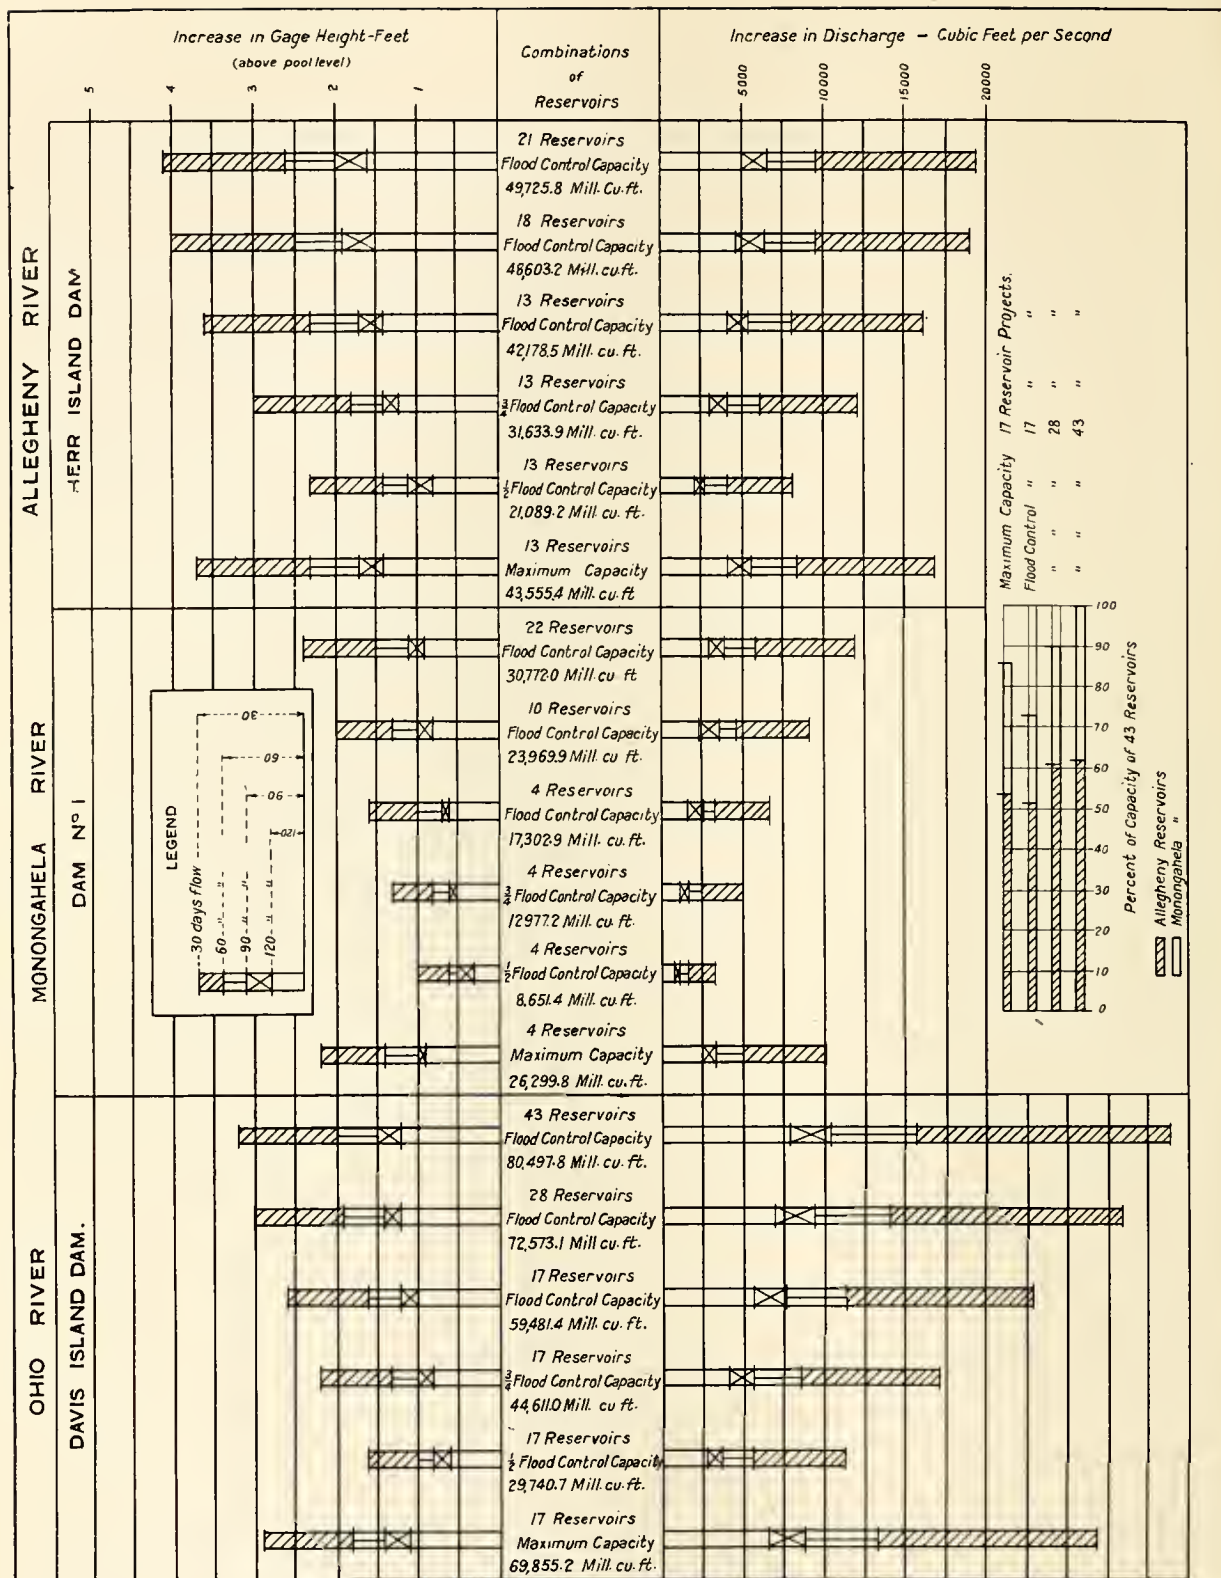 Increase in Gage Height-Feet
(above pool level)
5
4
3
2
1
Combinations
of
Reservoirs
Increase in Discharge - Cubic Feet per Second
5000
10000
15000
20000
ALLEGHENY RIVER
HERR ISLAND DAM
21 Reservoirs
Flood Control Capacity
49,725.8 Mill. Cu.ft.
18 Reservoirs
Flood Control Capacity
48,603.2 Mill. cu.ft.
13 Reservoirs
Flood Control Capacity
42,178.5 Mill. cu.ft.
13 Reservoirs
3/4 Flood Control Capacity
31,633.9 Mill. cu.ft.
13 Reservoirs
1/2 Flood Control Capacity
21,089.2 Mill. cu. ft.
13 Reservoirs
Maximum Capacity
43,555.4 Mill. cu.ft
MONONGAHELA RIVER
DAM Nº 1
22 Reservoirs
Flood Control Capacity
30,772.0 Mill. cu. ft
10 Reservoirs
Flood Control Capacity
23,969.9 Mill. cu. ft
4 Reservoirs
Flood Control Capacity
17,302.9 Mill. cu. ft.
4 Reservoirs
3/4 Flood Control Capacity
12977.2 Mill. cu. ft.
4 Reservoirs
1/2 Flood Control Capacity
8,651.4 Mill. cu.ft.
4 Reservoirs
Maximum Capacity
26,299.8 Mill. cu.ft.
LEGEND
30 days Flow
60 " "
90 " "
120 " "
30
60
90
120
Maximum Capacity 17 Reservoir Projects.
Flood Control " 17 " "
" " 28 " "
" " 43 " "
100
90
80
70
60
50
40
30
20
10
0
Percent of Capacity of 43 Reservoirs
Allegheny Reservoirs
Monongahela "
OHIO RIVER
DAVIS ISLAND DAM.
43 Reservoirs
Flood Control Capacity
80,497.8 Mill. cu. ft.
28 Reservoirs
Flood Control Capacity
72,573.1 Mill cu. ft.
17 Reservoirs
Flood Control Capacity
59,481.4 Mill. cu. ft.
17 Reservoirs
3/4 Flood Control Capacity
44,611.0 Mill. cu ft.
17 Reservoirs
1/2 Flood Control Capacity
29,740.7 Mill. cu.ft.
17 Reservoirs
Maximum Capacity
69,855.2 Mill. cu.ft.